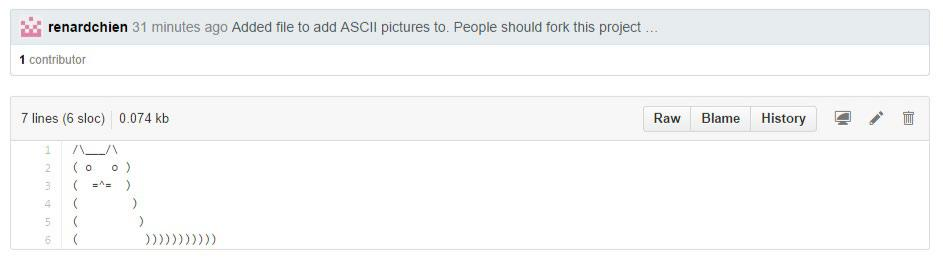 renardchien 31 minutes ago Added file to add ASCII pictures to. People should fork this project …
1 contributor
7 lines (6 sloc) 0.074 kb Raw Blame History
1 /\___/\
2 ( o   o )
3 (  =^=  )
4 (        )
5 (         )
6 (          )))))))))))